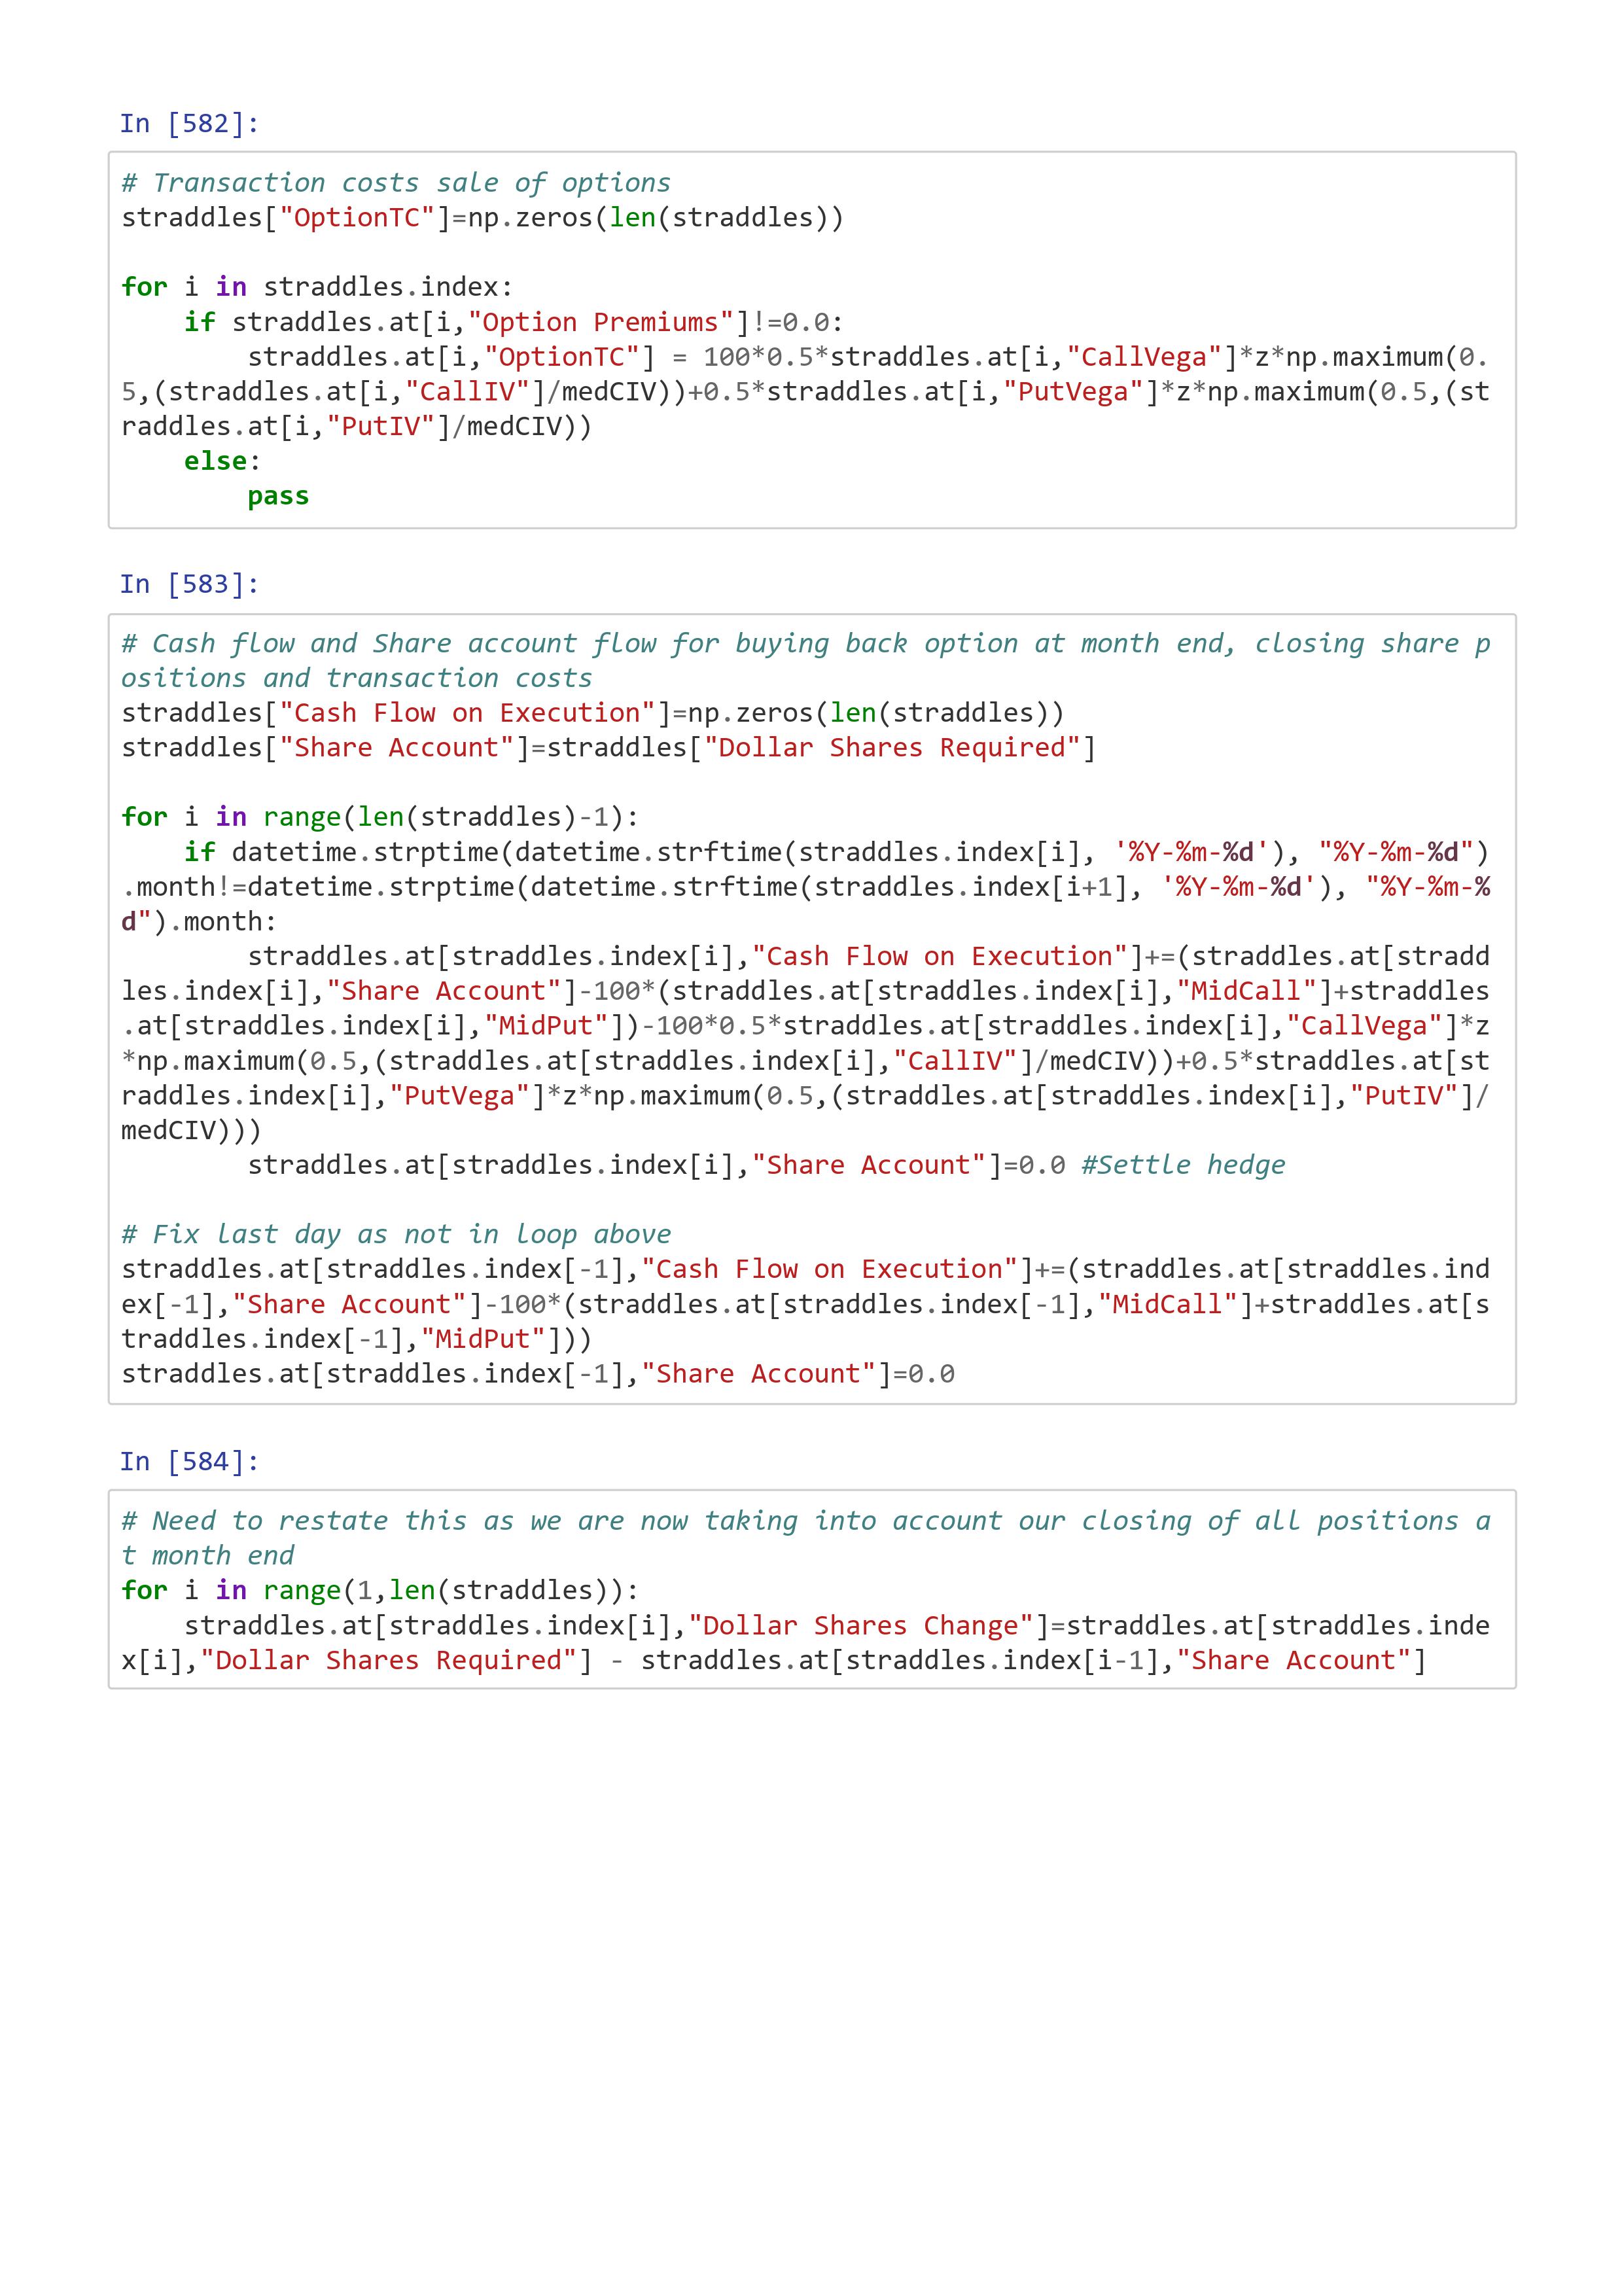 In [582]:
# Transaction costs sale of options
straddles["OptionTC"]=np.zeros(len(straddles))
for i in straddles.index:
    if straddles.at[i,"Option Premiums"]!=0.0:
        straddles.at[i,"OptionTC"] = 100*0.5*straddles.at[i,"CallVega"]*z*np.maximum(0.
5,(straddles.at[i,"CallIV"]/medCIV))+0.5*straddles.at[i,"PutVega"]*z*np.maximum(0.5,(st
raddles.at[i,"PutIV"]/medCIV))
    else:
        pass
In [583]:
# Cash flow and Share account flow for buying back option at month end, closing share p
ositions and transaction costs
straddles["Cash Flow on Execution"]=np.zeros(len(straddles))
straddles["Share Account"]=straddles["Dollar Shares Required"]
for i in range(len(straddles)-1):
    if datetime.strptime(datetime.strftime(straddles.index[i], '%Y-%m-%d'), "%Y-%m-%d")
.month!=datetime.strptime(datetime.strftime(straddles.index[i+1], '%Y-%m-%d'), "%Y-%m-%
d").month:
        straddles.at[straddles.index[i],"Cash Flow on Execution"]+=(straddles.at[stradd
les.index[i],"Share Account"]-100*(straddles.at[straddles.index[i],"MidCall"]+straddles
.at[straddles.index[i],"MidPut"])-100*0.5*straddles.at[straddles.index[i],"CallVega"]*z
*np.maximum(0.5,(straddles.at[straddles.index[i],"CallIV"]/medCIV))+0.5*straddles.at[st
raddles.index[i],"PutVega"]*z*np.maximum(0.5,(straddles.at[straddles.index[i],"PutIV"]/
medCIV)))
        straddles.at[straddles.index[i],"Share Account"]=0.0 #Settle hedge
# Fix last day as not in loop above
straddles.at[straddles.index[-1],"Cash Flow on Execution"]+=(straddles.at[straddles.ind
ex[-1],"Share Account"]-100*(straddles.at[straddles.index[-1],"MidCall"]+straddles.at[s
traddles.index[-1],"MidPut"]))
straddles.at[straddles.index[-1],"Share Account"]=0.0
In [584]:
# Need to restate this as we are now taking into account our closing of all positions a
t month end
for i in range(1,len(straddles)):
    straddles.at[straddles.index[i],"Dollar Shares Change"]=straddles.at[straddles.inde
x[i],"Dollar Shares Required"] - straddles.at[straddles.index[i-1],"Share Account"]